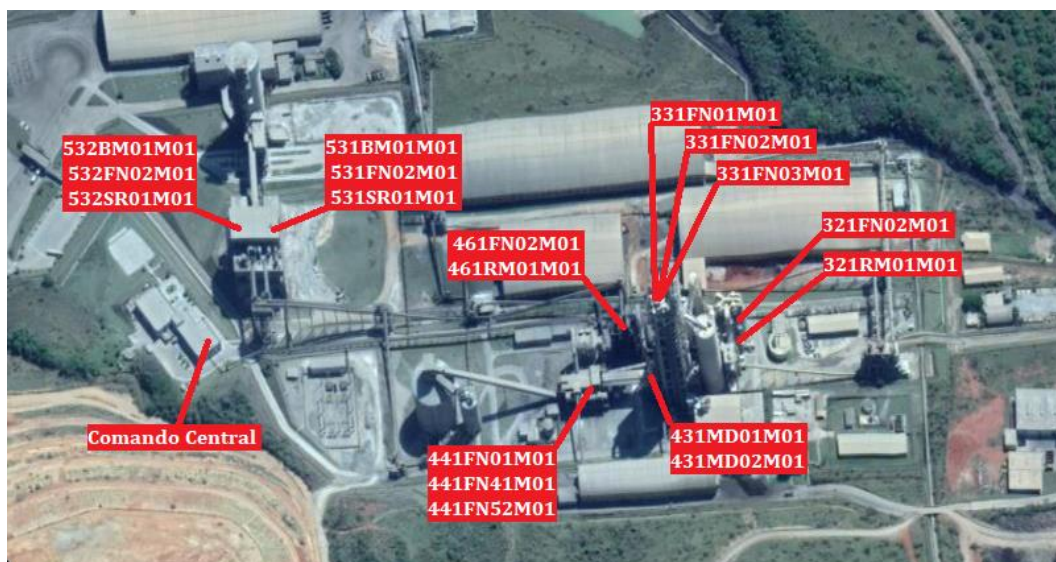 331FN01M01
331FN02M01
331FN03M01
532BM01M01
532FN02M01
532SR01M01
531BM01M01
531FN02M01
531SR01M01
461FN02M01
461RM01M01
321FN02M01
321RM01M01
Comando Central
441FN01M01
441FN41M01
441FN52M01
431MD01M01
431MD02M01